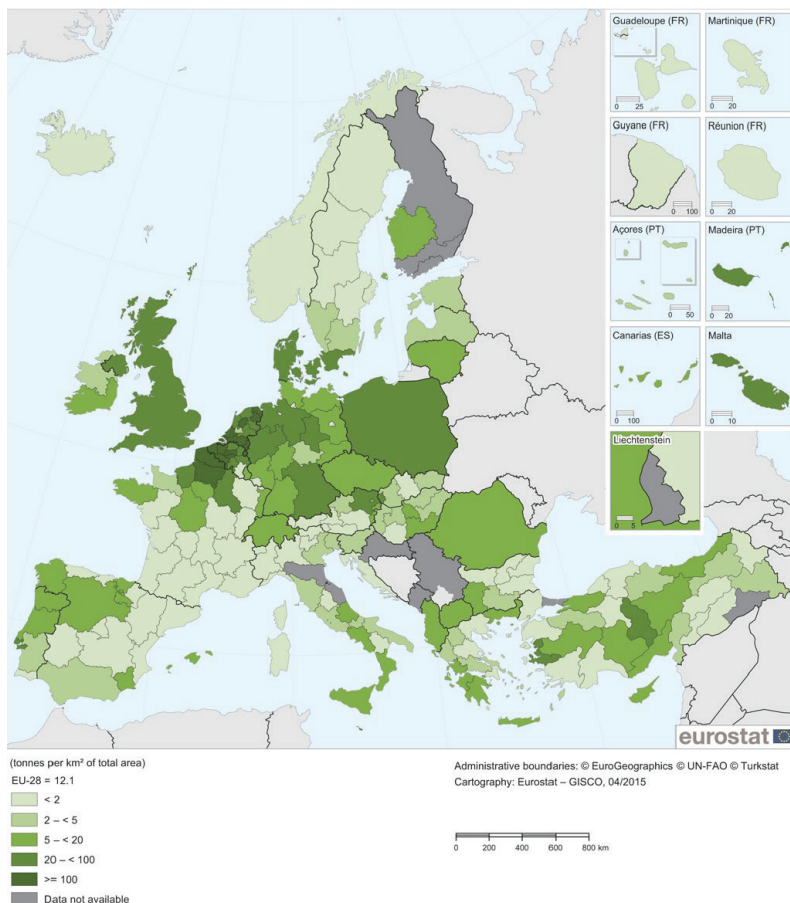 Guadeloupe (FR)
0 25
Martinique (FR)
0 20
Guyane (FR)
0 100
Réunion (FR)
0 20
Açores (PT)
0 50
Madeira (PT)
0 20
Canarias (ES)
0 100
Malta
0 10
Liechtenstein
0 5
eurostat
(tonnes per km² of total area)
EU-28 = 12.1
< 2
2 – < 5
5 – < 20
20 – < 100
>= 100
Data not available
Administrative boundaries: © EuroGeographics © UN-FAO © Turkstat
Cartography: Eurostat – GISCO, 04/2015
0 200 400 600 800 km